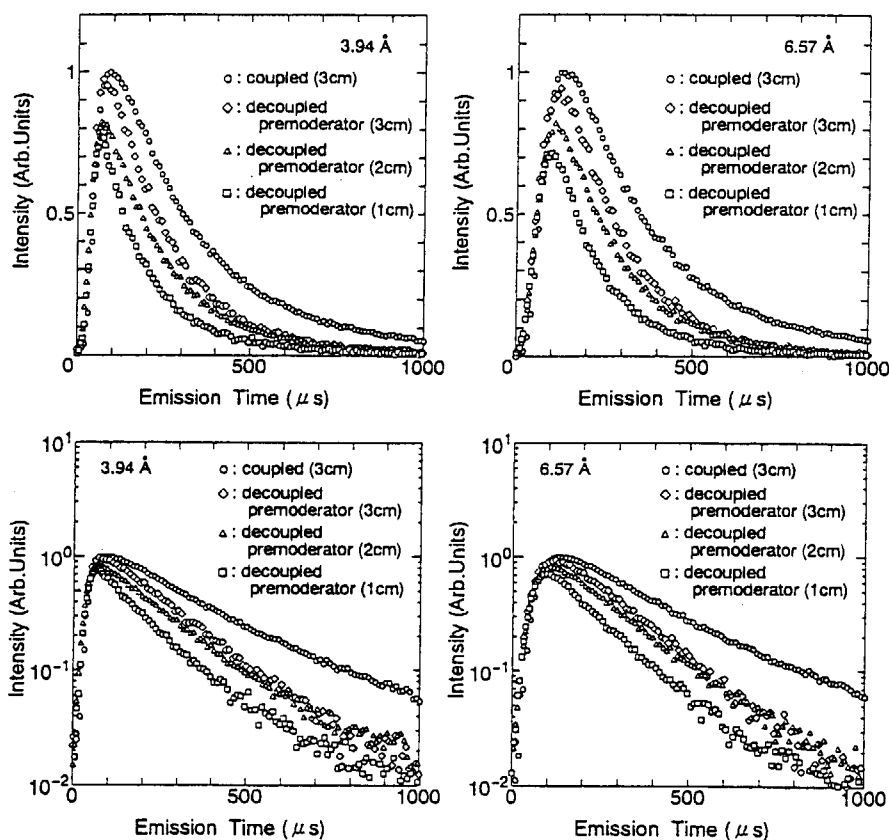 3.94 Å
○ : coupled (3cm)
◇ : decoupled
premoderator (3cm)
△ : decoupled
premoderator (2cm)
□ : decoupled
premoderator (1cm)
Intensity (Arb.Units)
1
0.5
0
500
1000
Emission Time ( μs)
6.57 Å
○ : coupled (3cm)
◇ : decoupled
premoderator (3cm)
△ : decoupled
premoderator (2cm)
□ : decoupled
premoderator (1cm)
Intensity (Arb.Units)
1
0.5
0
0
500
1000
Emission Time ( μs)
3.94 Å
○ : coupled (3cm)
◇ : decoupled
premoderator (3cm)
△ : decoupled
premoderator (2cm)
□ : decoupled
premoderator (1cm)
Intensity (Arb.Units)
10¹
10⁰
10⁻¹
10⁻²
0
500
1000
Emission Time ( μs)
6.57 Å
○ : coupled (3cm)
◇ : decoupled
premoderator (3cm)
△ : decoupled
premoderator (2cm)
□ : decoupled
premoderator (1cm)
Intensity (Arb.Units)
10¹
10⁰
10⁻¹
10⁻²
0
500
1000
Emission Time ( μs)